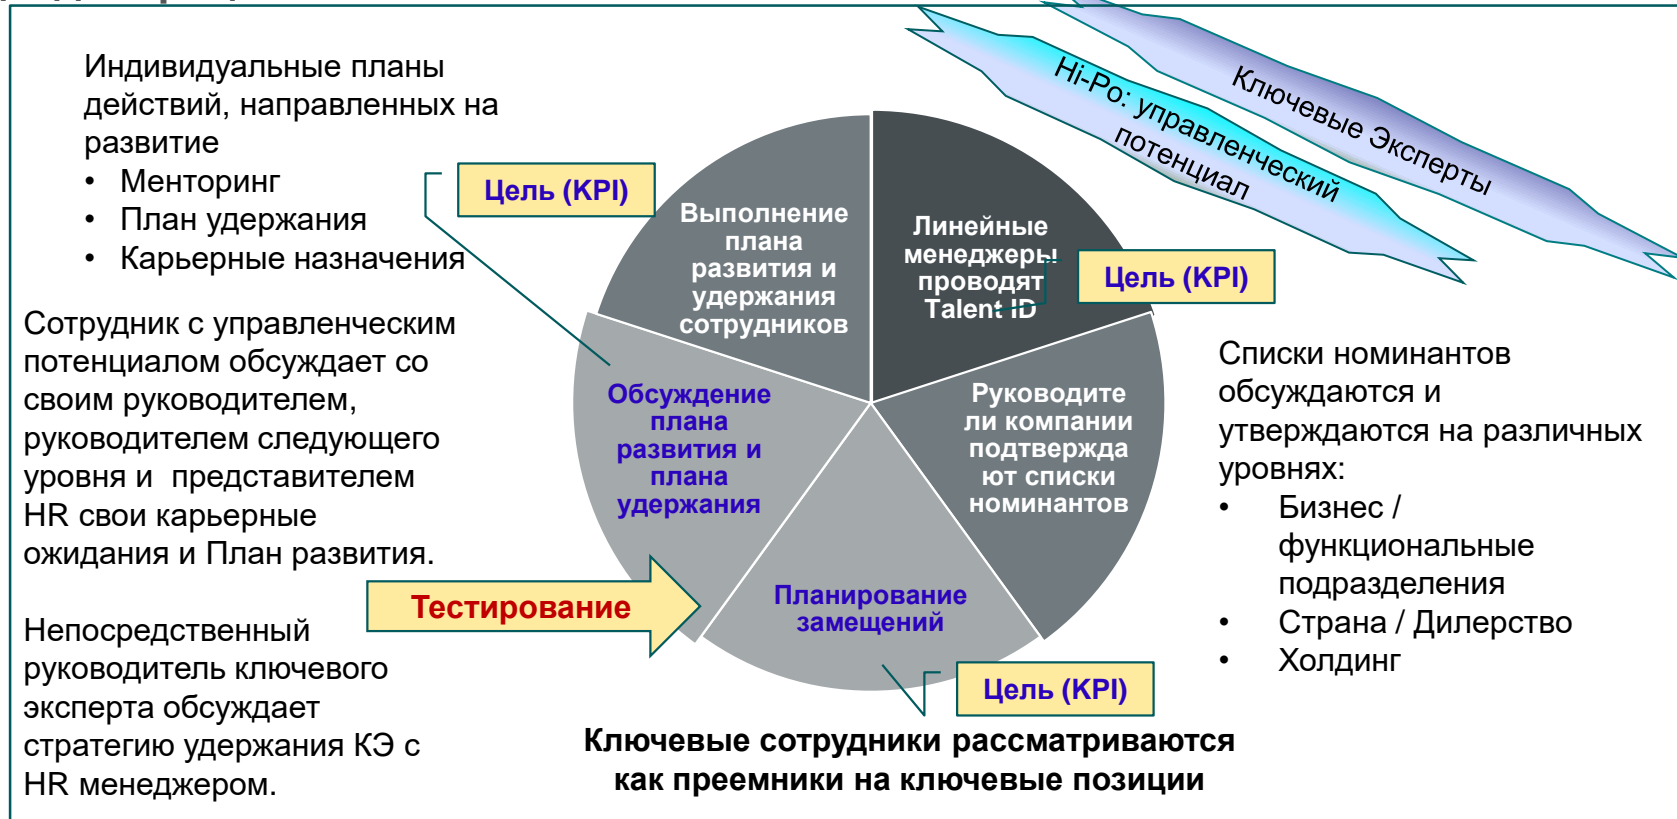 Индивидуальные планы
действий, направленных на
развитие
• Менторинг
• План удержания
• Карьерные назначения
Сотрудник с управленческим
потенциалом обсуждает со
своим руководителем,
руководителем следующего
уровня и представителем
HR свои карьерные
ожидания и План развития.
Непосредственный
руководитель ключевого
эксперта обсуждает
стратегию удержания КЭ с
HR менеджером.
Цель (KPI)
Выполнение
плана
развития и
удержания
сотрудников
Линейные
менеджеры
проводят
Talent ID
Цель (KPI)
Hi-Po: управленческий
потенциал
Ключевые Эксперты
Обсуждение
плана
развития и
плана
удержания
Руководите
ли компании
подтвержда
ют списки
номинантов
Тестирование
Планирование
замещений
Цель (KPI)
Ключевые сотрудники рассматриваются
как преемники на ключевые позиции
Списки номинантов
обсуждаются и
утверждаются на различных
уровнях:
• Бизнес /
функциональные
подразделения
• Страна / Дилерство
• Холдинг